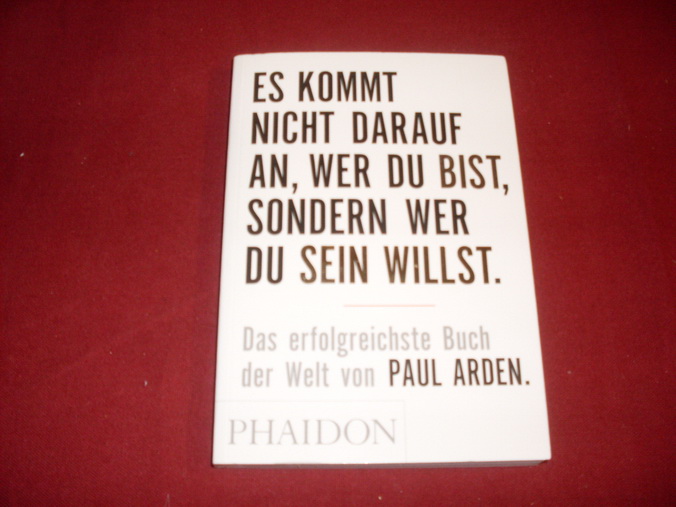 ES KOMMT
NICHT DARAUF
AN, WER DU BIST,
SONDERN WER
DU SEIN WILLST.
Das erfolgreichste Buch
der Welt von PAUL ARDEN.
PHAIDON